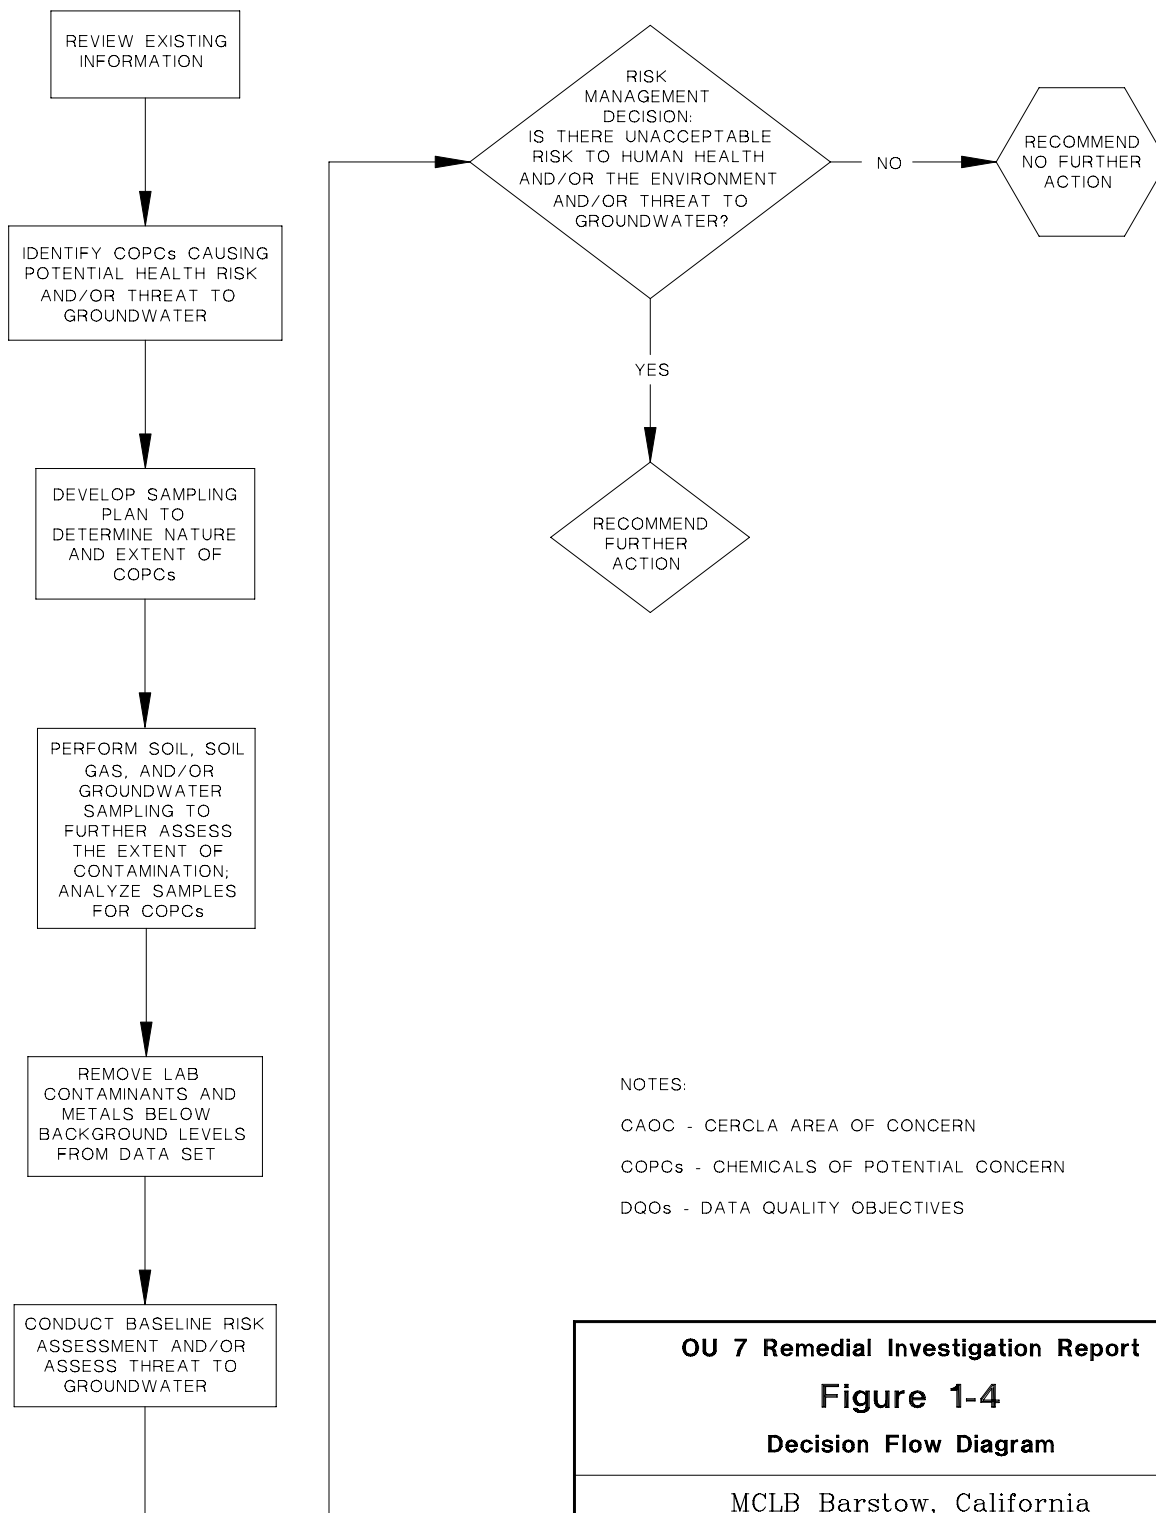 REVIEW EXISTING
INFORMATION
IDENTIFY COPCs CAUSING
POTENTIAL HEALTH RISK
AND/OR THREAT TO
GROUNDWATER
DEVELOP SAMPLING
PLAN TO
DETERMINE NATURE
AND EXTENT OF
COPCs
PERFORM SOIL, SOIL
GAS, AND/OR
GROUNDWATER
SAMPLING TO
FURTHER ASSESS
THE EXTENT OF
CONTAMINATION;
ANALYZE SAMPLES
FOR COPCs
REMOVE LAB
CONTAMINANTS AND
METALS BELOW
BACKGROUND LEVELS
FROM DATA SET
CONDUCT BASELINE RISK
ASSESSMENT AND/OR
ASSESS THREAT TO
GROUNDWATER
RISK
MANAGEMENT
DECISION:
IS THERE UNACCEPTABLE
RISK TO HUMAN HEALTH
AND/OR THE ENVIRONMENT
AND/OR THREAT TO
GROUNDWATER?
NO
RECOMMEND
NO FURTHER
ACTION
YES
RECOMMEND
FURTHER
ACTION
NOTES:
CAOC - CERCLA AREA OF CONCERN
COPCs - CHEMICALS OF POTENTIAL CONCERN
DQOs - DATA QUALITY OBJECTIVES
OU 7 Remedial Investigation Report
Figure 1-4
Decision Flow Diagram
MCLB Barstow, California